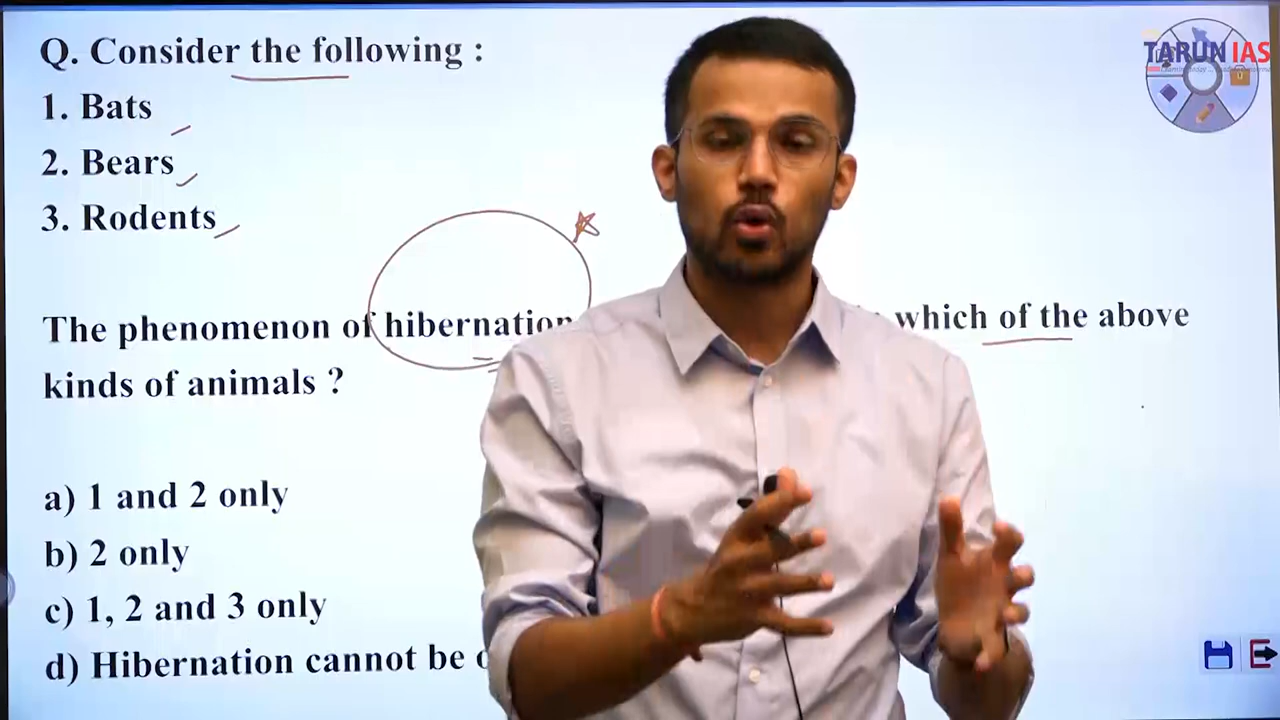 Q. Consider the following :
1. Bats
2. Bears
3. Rodents
The phenomenon of hibernation which of the above
kinds of animals ?
a) 1 and 2 only
b) 2 only
c) 1, 2 and 3 only
d) Hibernation cannot be
TARUN IAS